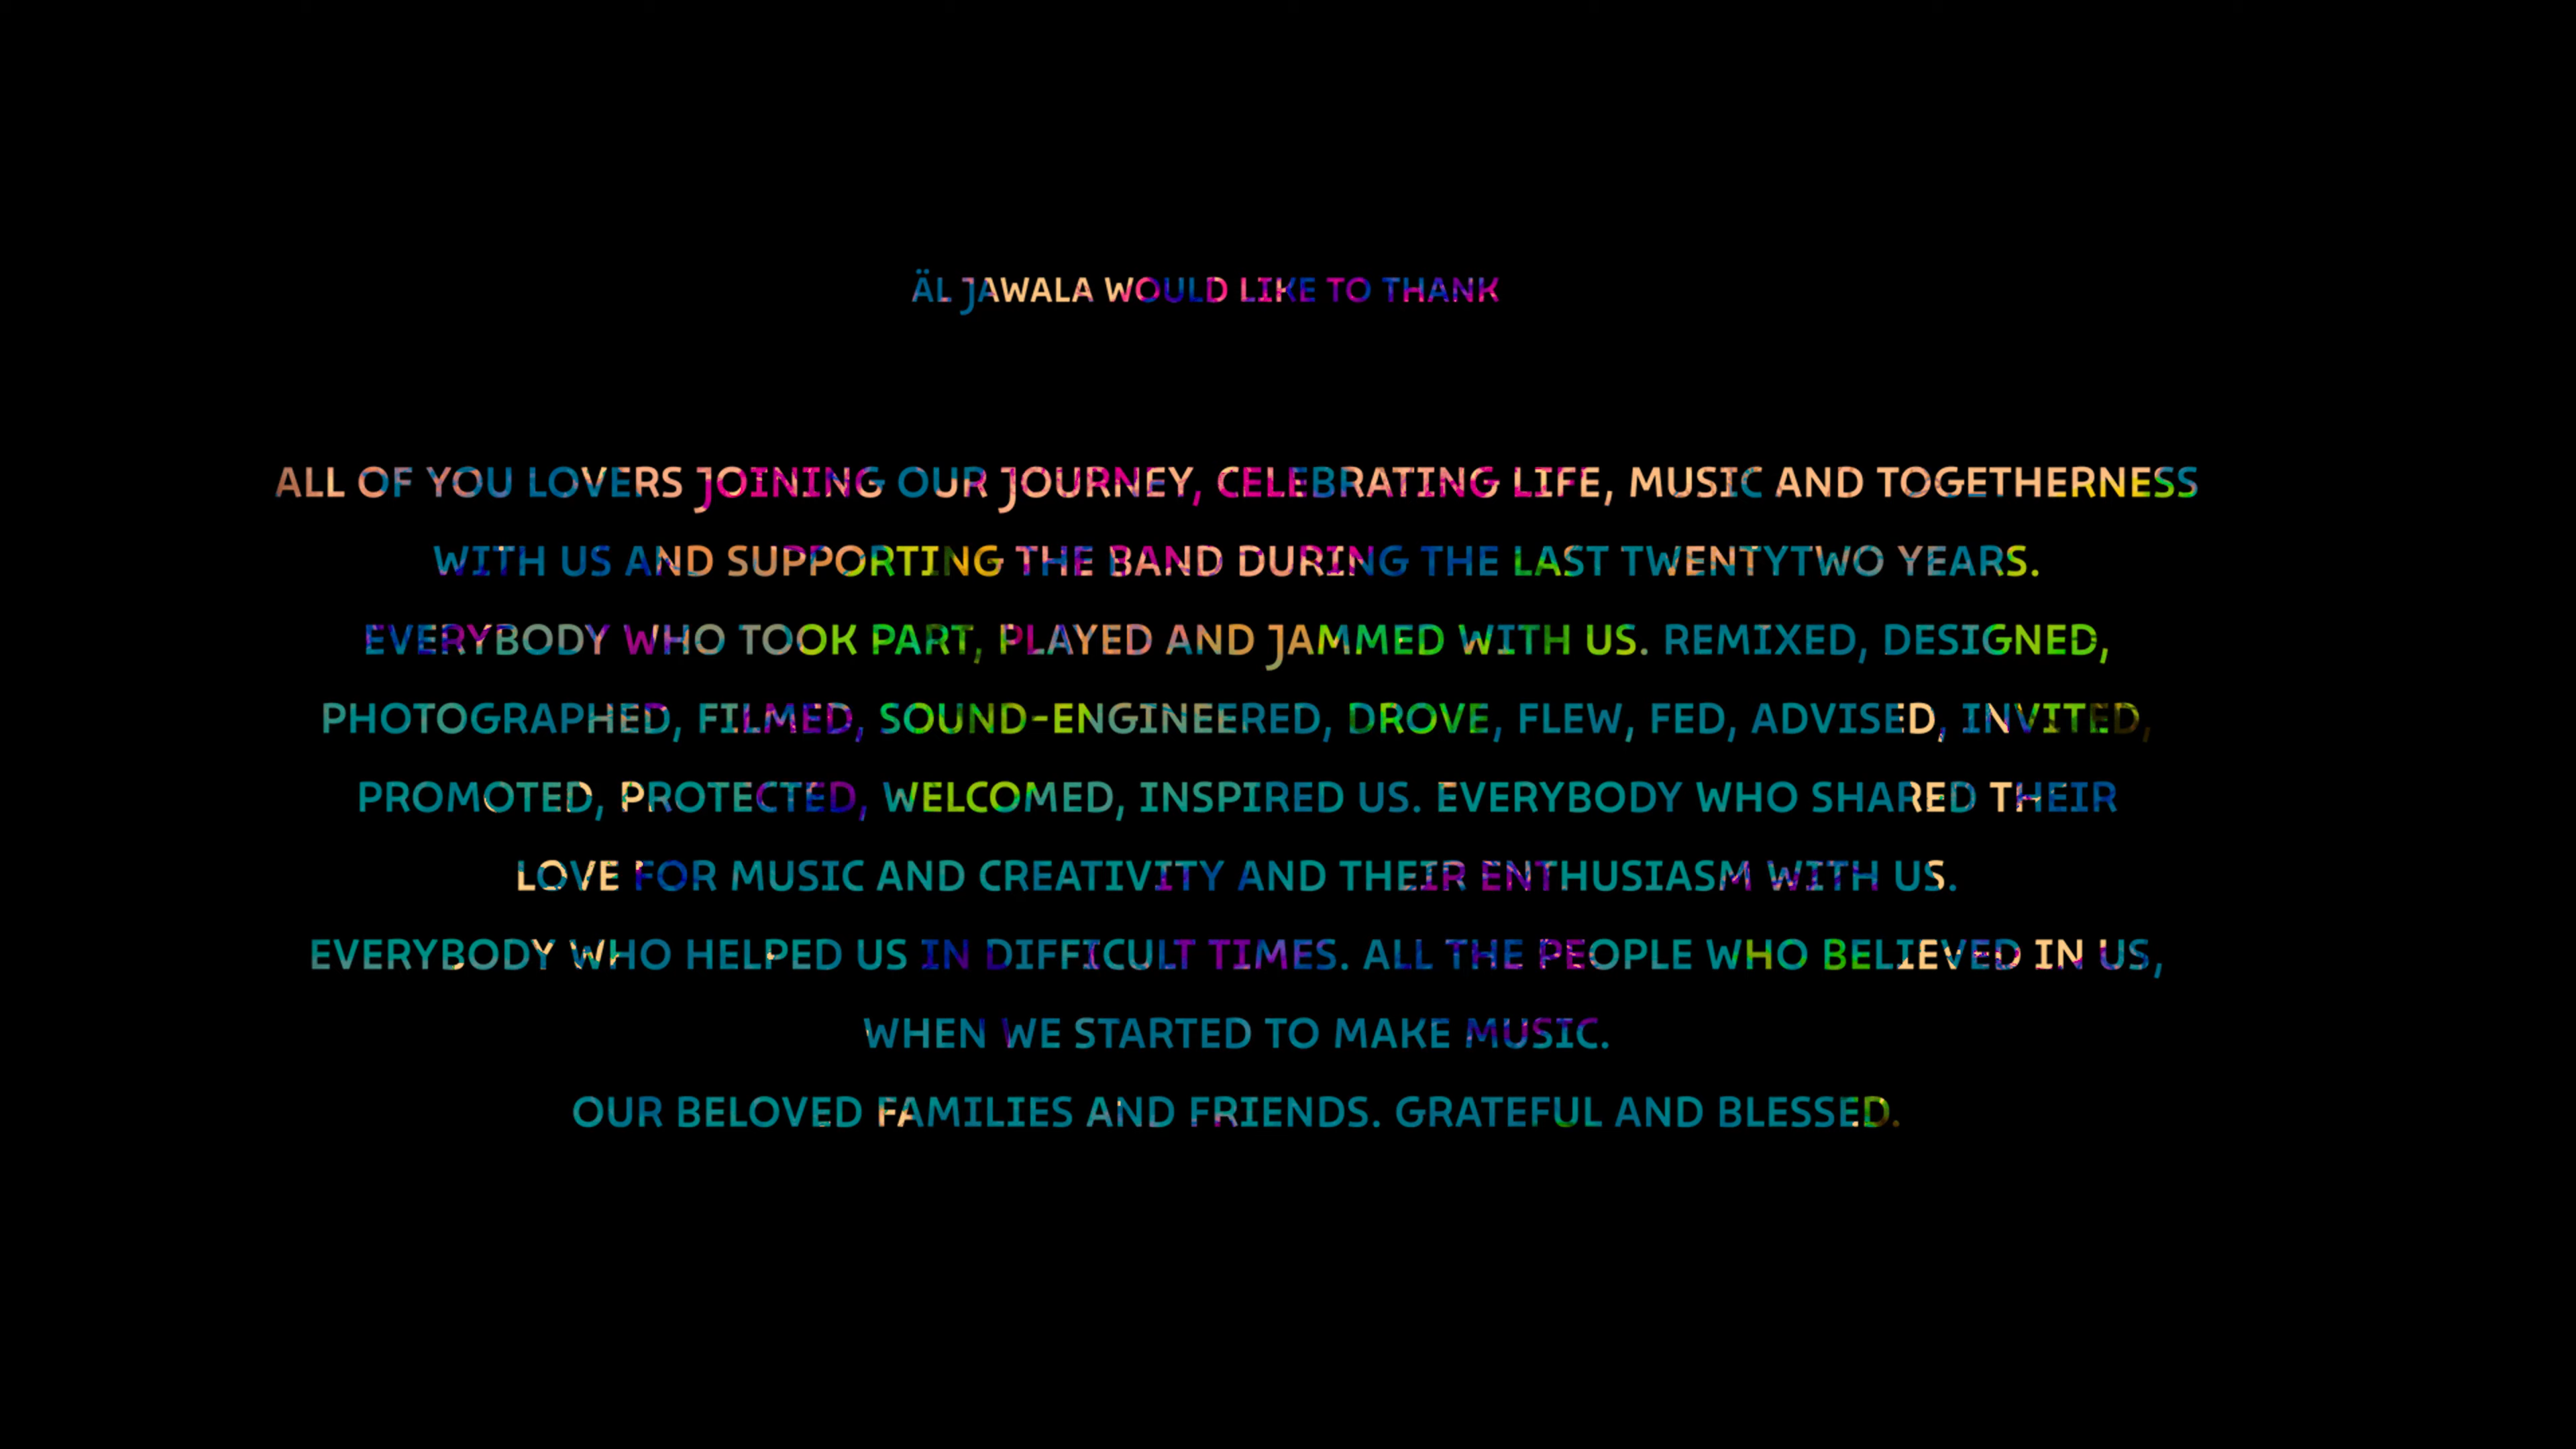 ÄL JAWALA WOULD LIKE TO THANK
ALL OF YOU LOVERS JOINING OUR JOURNEY, CELEBRATING LIFE, MUSIC AND TOGETHERNESS
WITH US AND SUPPORTING THE BAND DURING THE LAST TWENTYTWO YEARS.
EVERYBODY WHO TOOK PART, PLAYED AND JAMMED WITH US. REMIXED, DESIGNED,
PHOTOGRAPHED, FILMED, SOUND-ENGINEERED, DROVE, FLEW, FED, ADVISED, INVITED,
PROMOTED, PROTECTED, WELCOMED, INSPIRED US. EVERYBODY WHO SHARED THEIR
LOVE FOR MUSIC AND CREATIVITY AND THEIR ENTHUSIASM WITH US.
EVERYBODY WHO HELPED US IN DIFFICULT TIMES. ALL THE PEOPLE WHO BELIEVED IN US,
WHEN WE STARTED TO MAKE MUSIC.
OUR BELOVED FAMILIES AND FRIENDS. GRATEFUL AND BLESSED.